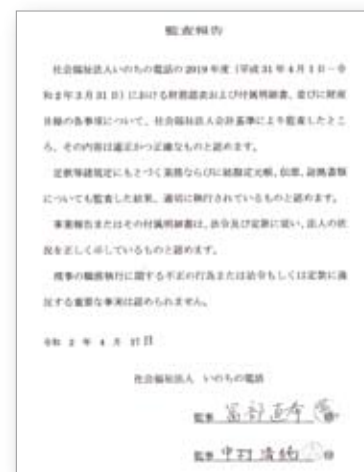 監査報告
社会福祉法人いのちの電話の2019年度(平成31年4月1日~令
和2年3月31日)における財務諸表および付属明細書、並びに財産
目録の各事項について、社会福祉法人会計基準により監査したとこ
ろ、その内容は適正かつ正確なものと認めます。
定款等諸規定にもとづく業務ならびに総勘定元帳、伝票、証拠書類
についても監査した結果、適切に執行されているものと認めます。
事業報告またはその付属明細書は、法令及び定款に従い、法人の状
況を正しく示しているものと認めます。
理事の職務執行に関する不正の行為または法令もしくは定款に違
反する重要な事実は認められません。
令和 2 年 4 月 17日
社会福祉法人 いのちの電話
監事
監事 中村